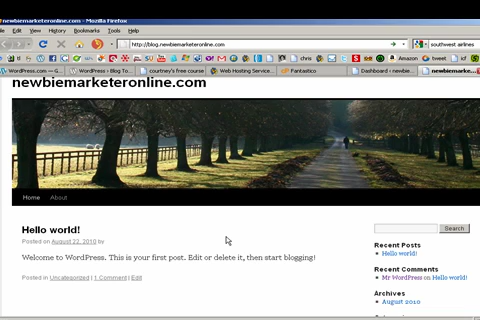 newbiemarketeronline.com - Mozilla Firefox
View History Bookmarks Tools Help
http://blog.newbiemarketeronline.com
southwest airlines
chris Amazon tweet iof
WordPress.com — G... WordPress › Blog To... courtney's free course Web Hosting Service... Fantastico Dashboard ‹ newbie... newbiemarke...
newbiemarketeronline.com
Home About
Hello world!
Posted on August 22, 2010 by
Welcome to WordPress. This is your first post. Edit or delete it, then start blogging!
Posted in Uncategorized | 1 Comment | Edit
Search
Recent Posts
Hello world!
Recent Comments
Mr WordPress on Hello world!
Archives
August 2010